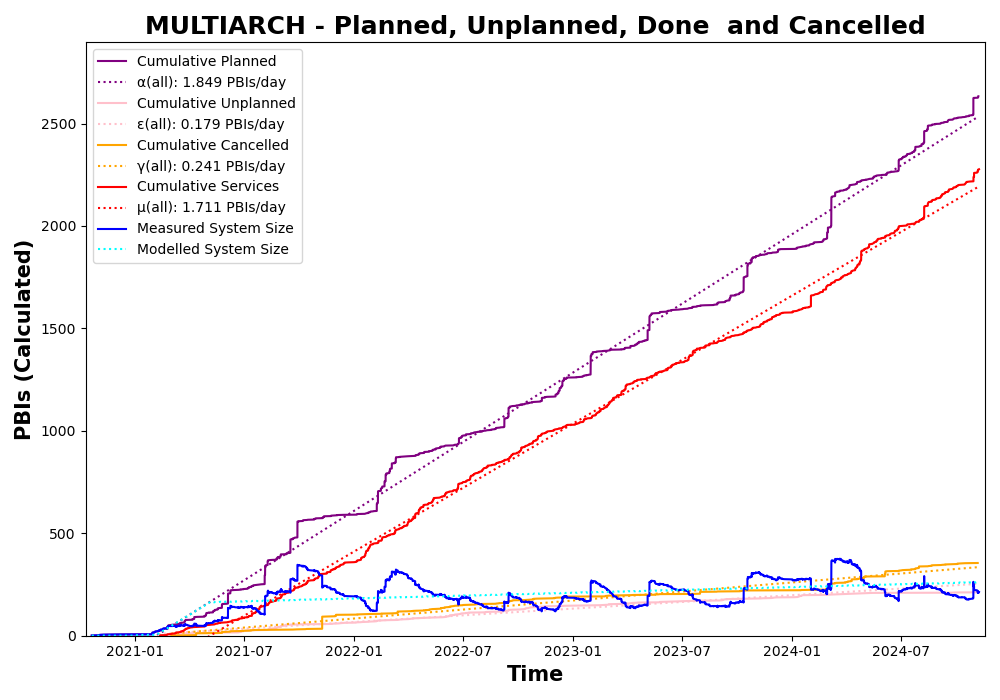 MULTIARCH - Planned, Unplanned, Done  and Cancelled
Cumulative Planned
α(all): 1.849 PBIs/day
Cumulative Unplanned
ε(all): 0.179 PBIs/day
Cumulative Cancelled
γ(all): 0.241 PBIs/day
Cumulative Services
μ(all): 1.711 PBIs/day
Measured System Size
Modelled System Size
PBIs (Calculated)
2500
2000
1500
1000
500
0
2021-01 2021-07 2022-01 2022-07 2023-01 2023-07 2024-01 2024-07
Time